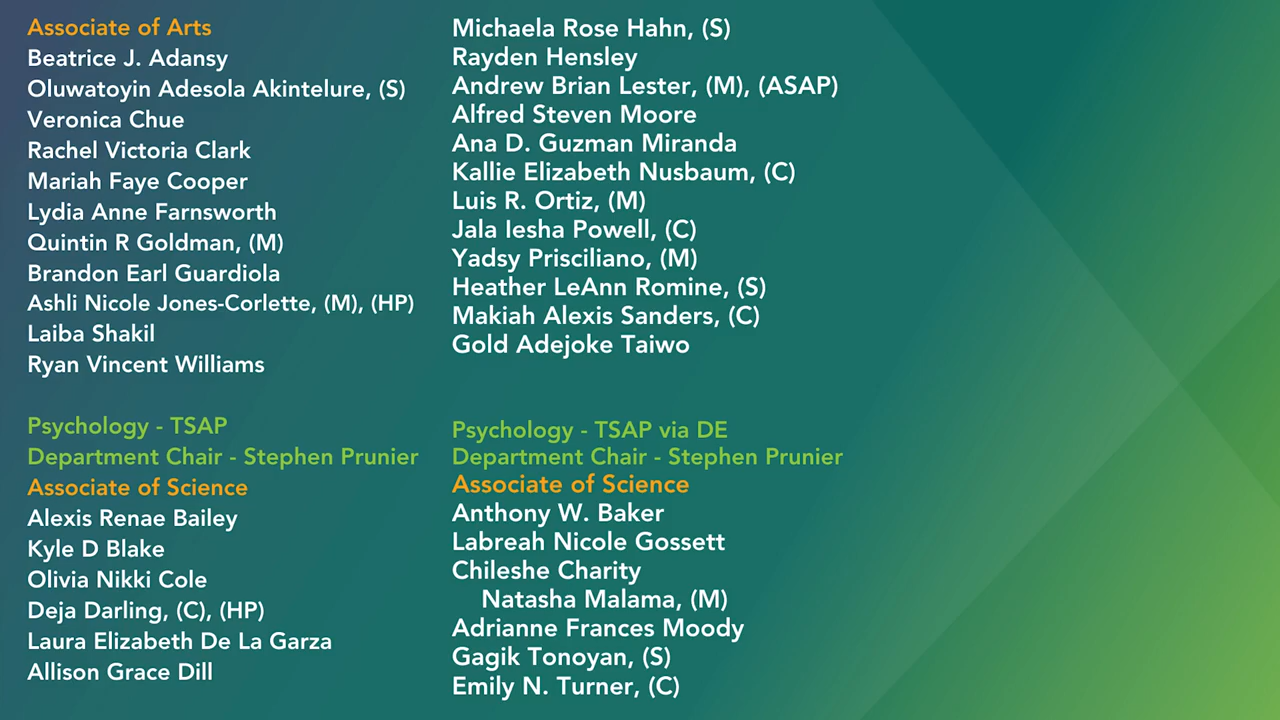 Associate of Arts
Beatrice J. Adansy
Oluwatoyin Adesola Akintelure, (S)
Veronica Chue
Rachel Victoria Clark
Mariah Faye Cooper
Lydia Anne Farnsworth
Quintin R Goldman, (M)
Brandon Earl Guardiola
Ashli Nicole Jones-Corlette, (M), (HP)
Laiba Shakil
Ryan Vincent Williams
Psychology - TSAP
Department Chair - Stephen Prunier
Associate of Science
Alexis Renae Bailey
Kyle D Blake
Olivia Nikki Cole
Deja Darling, (C), (HP)
Laura Elizabeth De La Garza
Allison Grace Dill
Michaela Rose Hahn, (S)
Rayden Hensley
Andrew Brian Lester, (M), (ASAP)
Alfred Steven Moore
Ana D. Guzman Miranda
Kallie Elizabeth Nusbaum, (C)
Luis R. Ortiz, (M)
Jala Iesha Powell, (C)
Yadsy Prisciliano, (M)
Heather LeAnn Romine, (S)
Makiah Alexis Sanders, (C)
Gold Adejoke Taiwo
Psychology - TSAP via DE
Department Chair - Stephen Prunier
Associate of Science
Anthony W. Baker
Labreah Nicole Gossett
Chileshe Charity
Natasha Malama, (M)
Adrianne Frances Moody
Gagik Tonoyan, (S)
Emily N. Turner, (C)